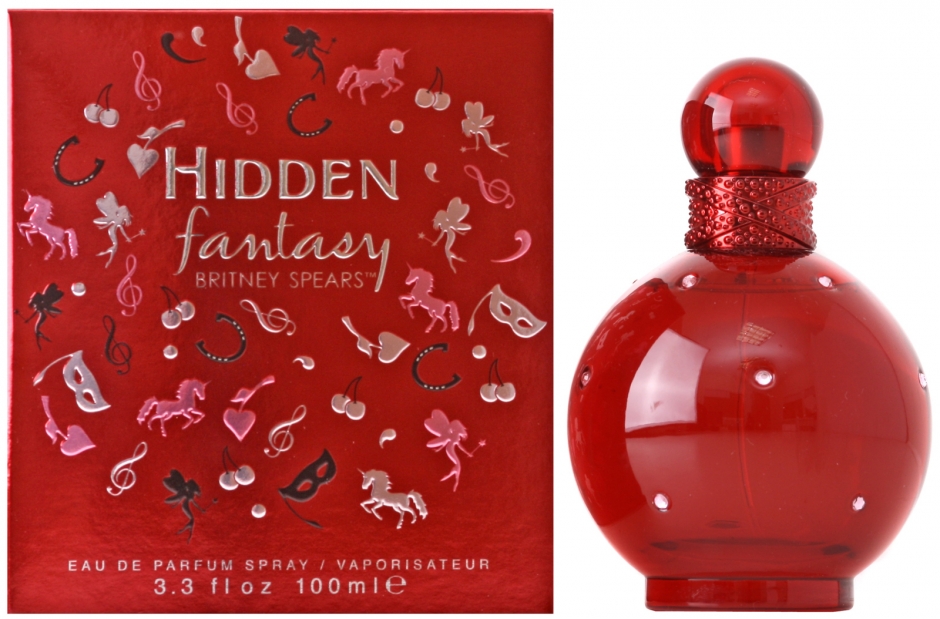 HIDDEN
fantasy
BRITNEY SPEARS™
EAU DE PARFUM SPRAY / VAPORISATEUR
3.3 fl oz 100ml℮